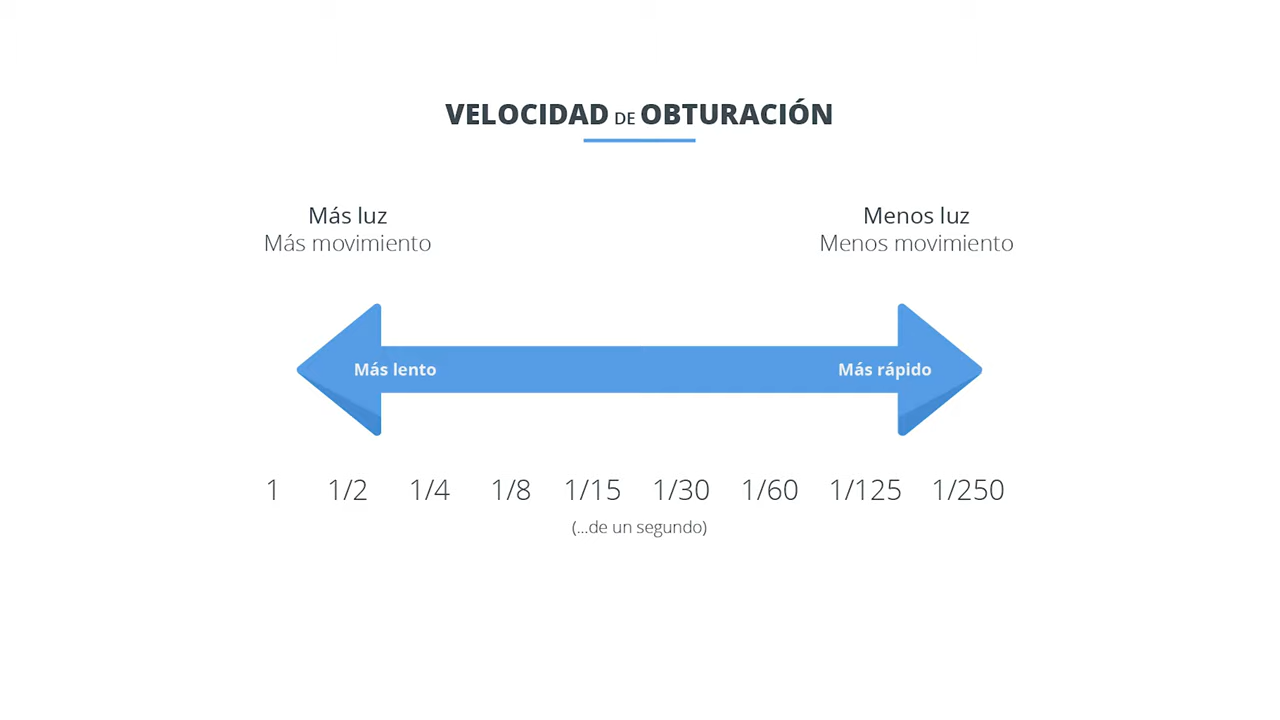 VELOCIDAD DE OBTURACIÓN
Más luz
Más movimiento
Menos luz
Menos movimiento
Más lento
Más rápido
1 1/2 1/4 1/8 1/15 1/30 1/60 1/125 1/250
(...de un segundo)